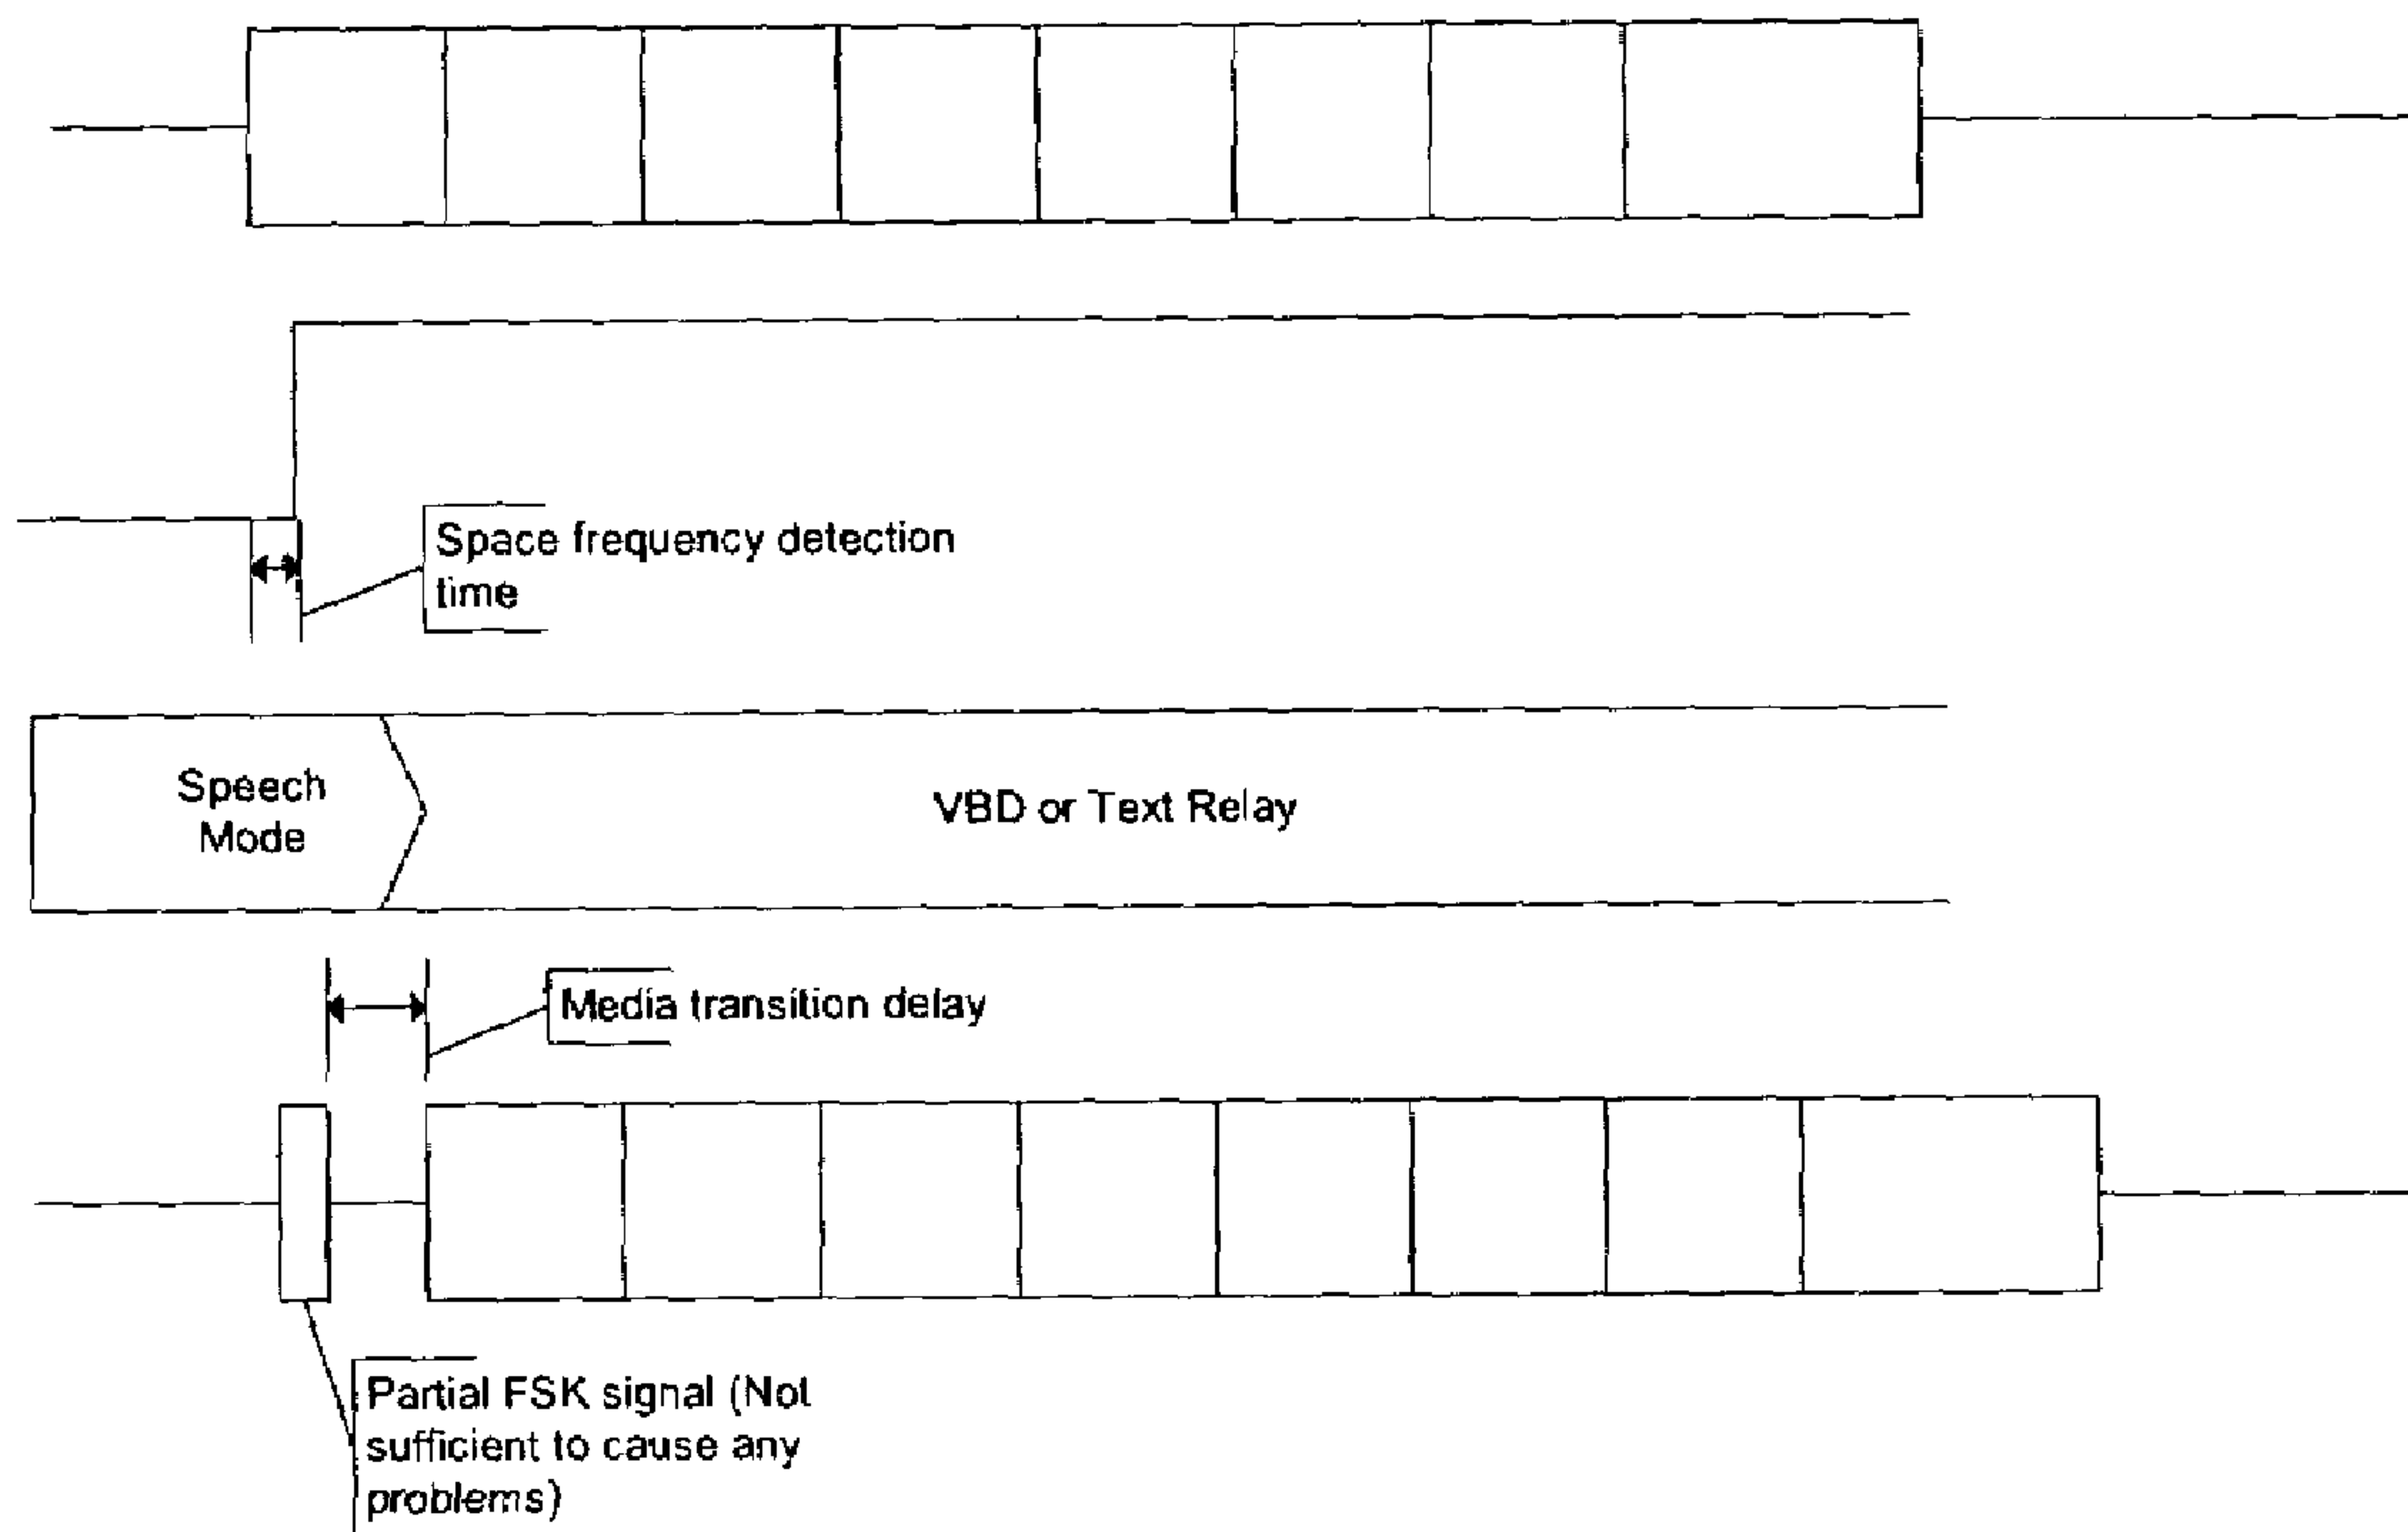 Space frequency detection
time
Speech
Mode
VBD or Text Relay
Media transition delay
Partial FSK signal (Not
sufficient to cause any
problems)